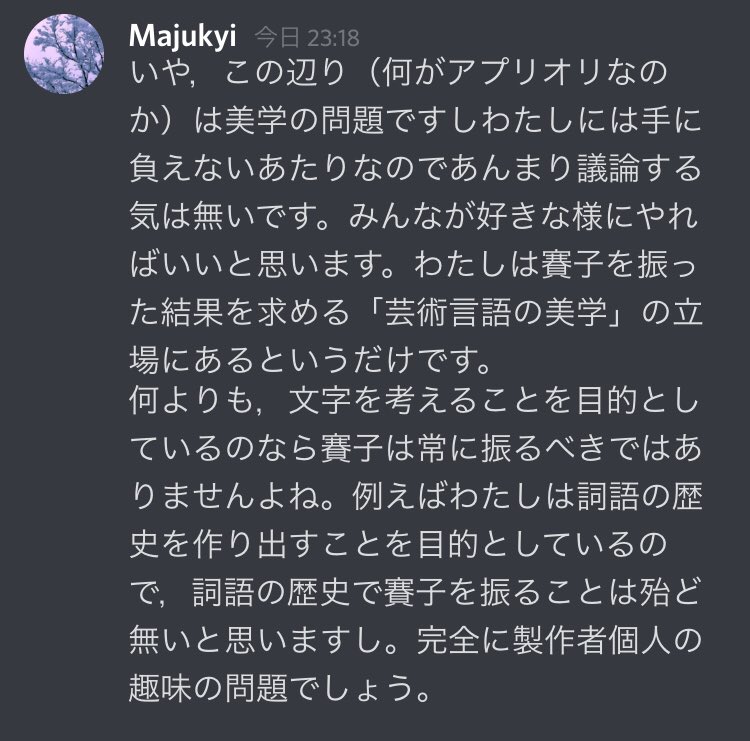 Majukyi 今日 23:18
いや，この辺り（何がアプリオリなの
か）は美学の問題ですしわたしには手に
負えないあたりなのであんまり議論する
気は無いです。みんなが好きな様にやれ
ばいいと思います。わたしは賽子を振っ
た結果を求める「芸術言語の美学」の立
場にあるというだけです。
何よりも，文字を考えることを目的とし
ているのなら賽子は常に振るべきではあ
りませんよね。例えばわたしは詞語の歴
史を作り出すことを目的としているの
で，詞語の歴史で賽子を振ることは殆ど
無いと思いますし。完全に製作者個人の
趣味の問題でしょう。